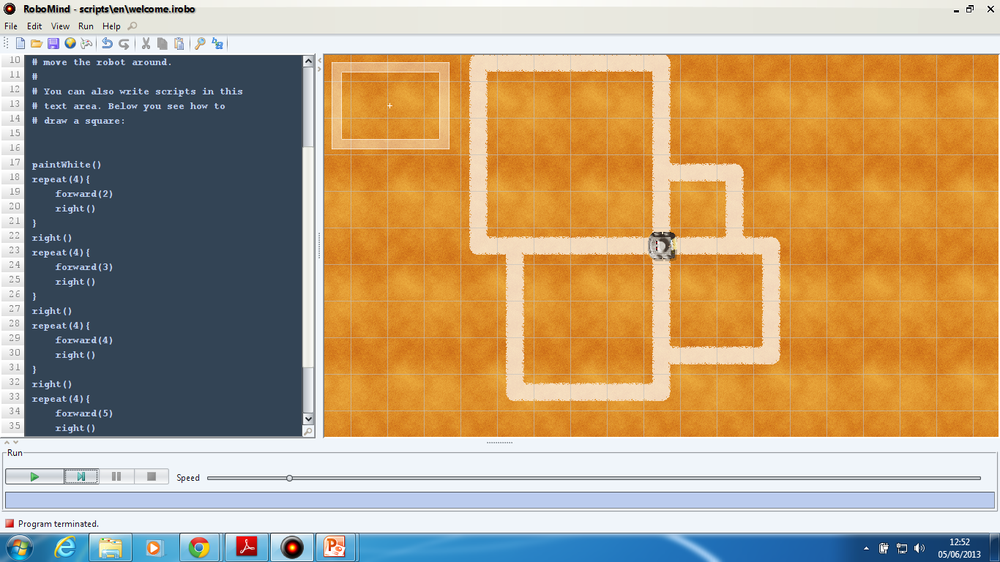 RoboMind - scripts\en\welcome.irobo
File Edit View Run Help
10 # move the robot around.
11 #
12 # You can also write scripts in this
13 # text area. Below you see how to
14 # draw a square:
15
16
17 paintWhite()
18 repeat(4){
19 forward(2)
20 right()
21 }
22 right()
23 repeat(4){
24 forward(3)
25 right()
26 }
27 right()
28 repeat(4){
29 forward(4)
30 right()
31 }
32 right()
33 repeat(4){
34 forward(5)
35 right()
Run
Speed
Program terminated.
12:52
05/06/2013